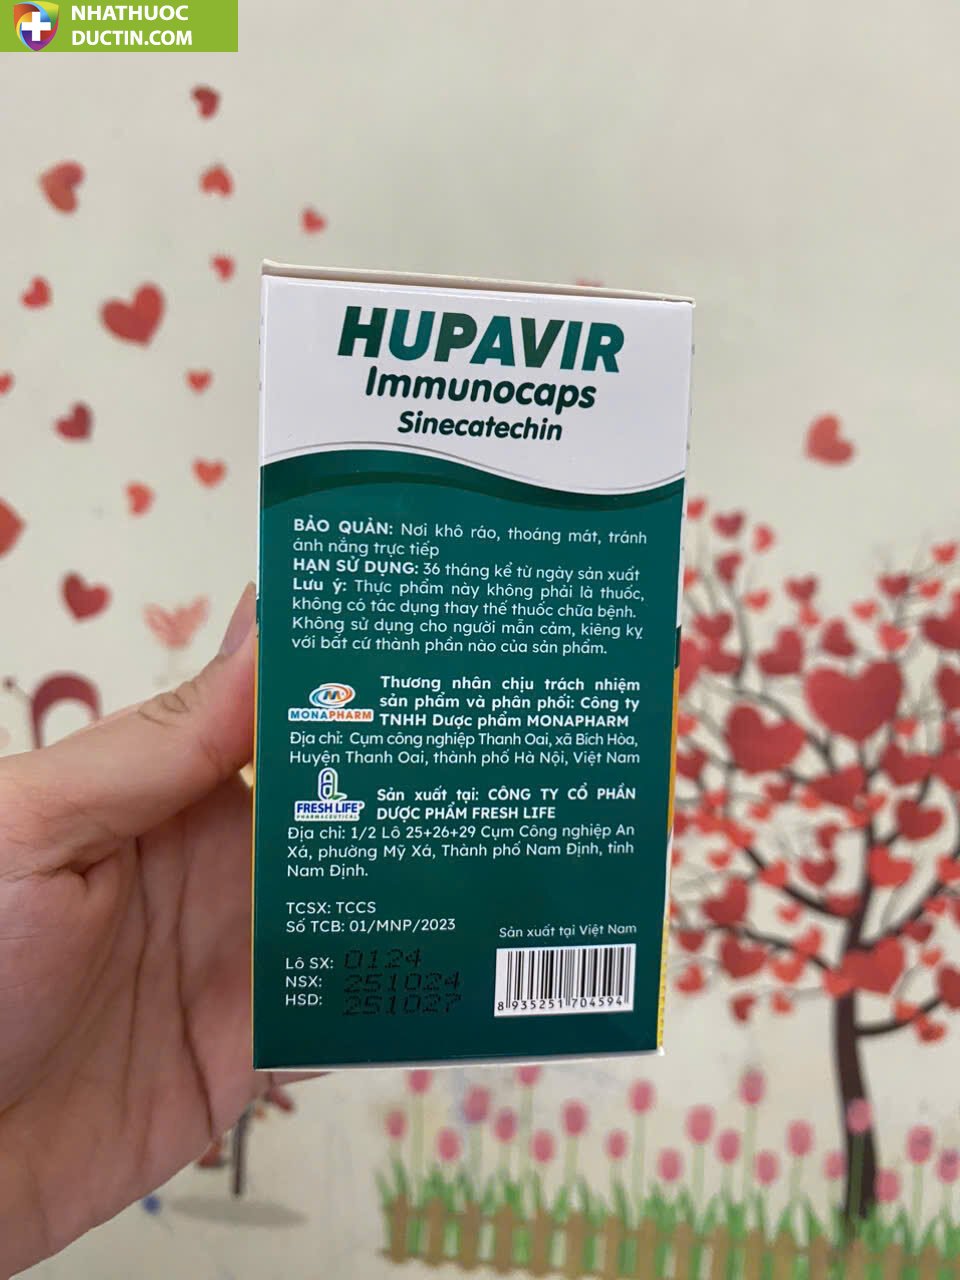 NHATHUOC
DUCTIN.COM
HUPAVIR
Immunocaps
Sinecatechin
BẢO QUẢN: Nơi khô ráo, thoáng mát, tránh
ánh nắng trực tiếp
HẠN SỬ DỤNG: 36 tháng kể từ ngày sản xuất
Lưu ý: Thực phẩm này không phải là thuốc,
không có tác dụng thay thế thuốc chữa bệnh.
Không sử dụng cho người mẫn cảm, kiêng kỵ
với bất cứ thành phần nào của sản phẩm.
MONAPHARM
Thương nhân chịu trách nhiệm
sản phẩm và phân phối: Công ty
TNHH Dược phẩm MONAPHARM
Địa chỉ: Cụm công nghiệp Thanh Oai, xã Bích Hòa,
Huyện Thanh Oai, thành phố Hà Nội, Việt Nam
FRESH LIFE®
PHARMACEUTICAL
Sản xuất tại: CÔNG TY CỔ PHẦN
DƯỢC PHẨM FRESH LIFE
Địa chỉ: 1/2 Lô 25+26+29 Cụm Công nghiệp An
Xá, phường Mỹ Xá, Thành phố Nam Định, tỉnh
Nam Định.
TCSX: TCCS
Số TCB: 01/MNP/2023
Sản xuất tại Việt Nam
Lô SX: 0124
NSX: 251024
HSD: 251027
8 935251 704594